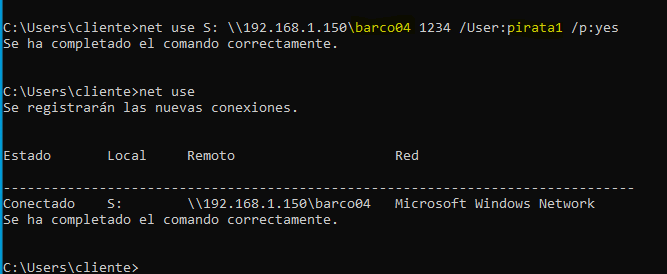 C:\Users\cliente>net use S: \\192.168.1.150\barco04 1234 /User:pirata1 /p:yes
Se ha completado el comando correctamente.
C:\Users\cliente>net use
Se registrarán las nuevas conexiones.
Estado Local Remoto Red
-------------------------------------------------------------------------------
Conectado S: \\192.168.1.150\barco04 Microsoft Windows Network
Se ha completado el comando correctamente.
C:\Users\cliente>